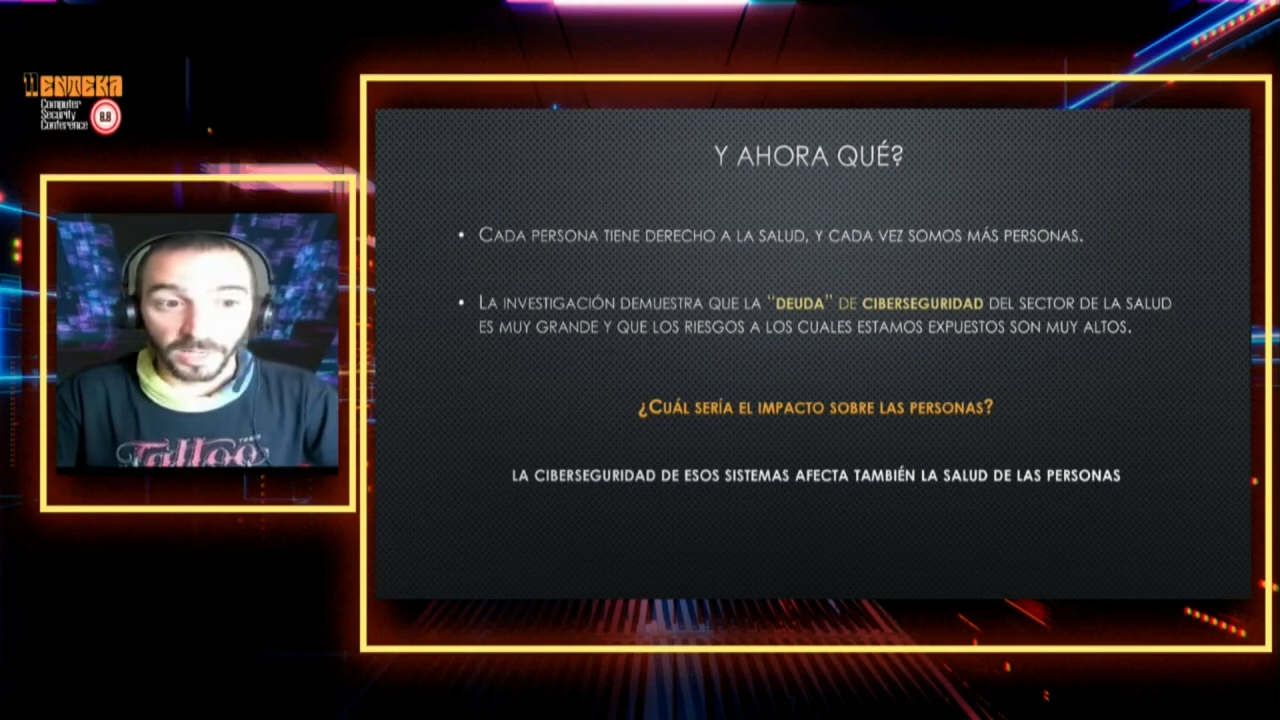 11ENTEKA
Computer
Security
Conference
8.8
Tattoo
Y AHORA QUÉ?
• CADA PERSONA TIENE DERECHO A LA SALUD, Y CADA VEZ SOMOS MÁS PERSONAS.
• LA INVESTIGACIÓN DEMUESTRA QUE LA "DEUDA" DE CIBERSEGURIDAD DEL SECTOR DE LA SALUD
ES MUY GRANDE Y QUE LOS RIESGOS A LOS CUALES ESTAMOS EXPUESTOS SON MUY ALTOS.
¿CUÁL SERÍA EL IMPACTO SOBRE LAS PERSONAS?
LA CIBERSEGURIDAD DE ESOS SISTEMAS AFECTA TAMBIÉN LA SALUD DE LAS PERSONAS